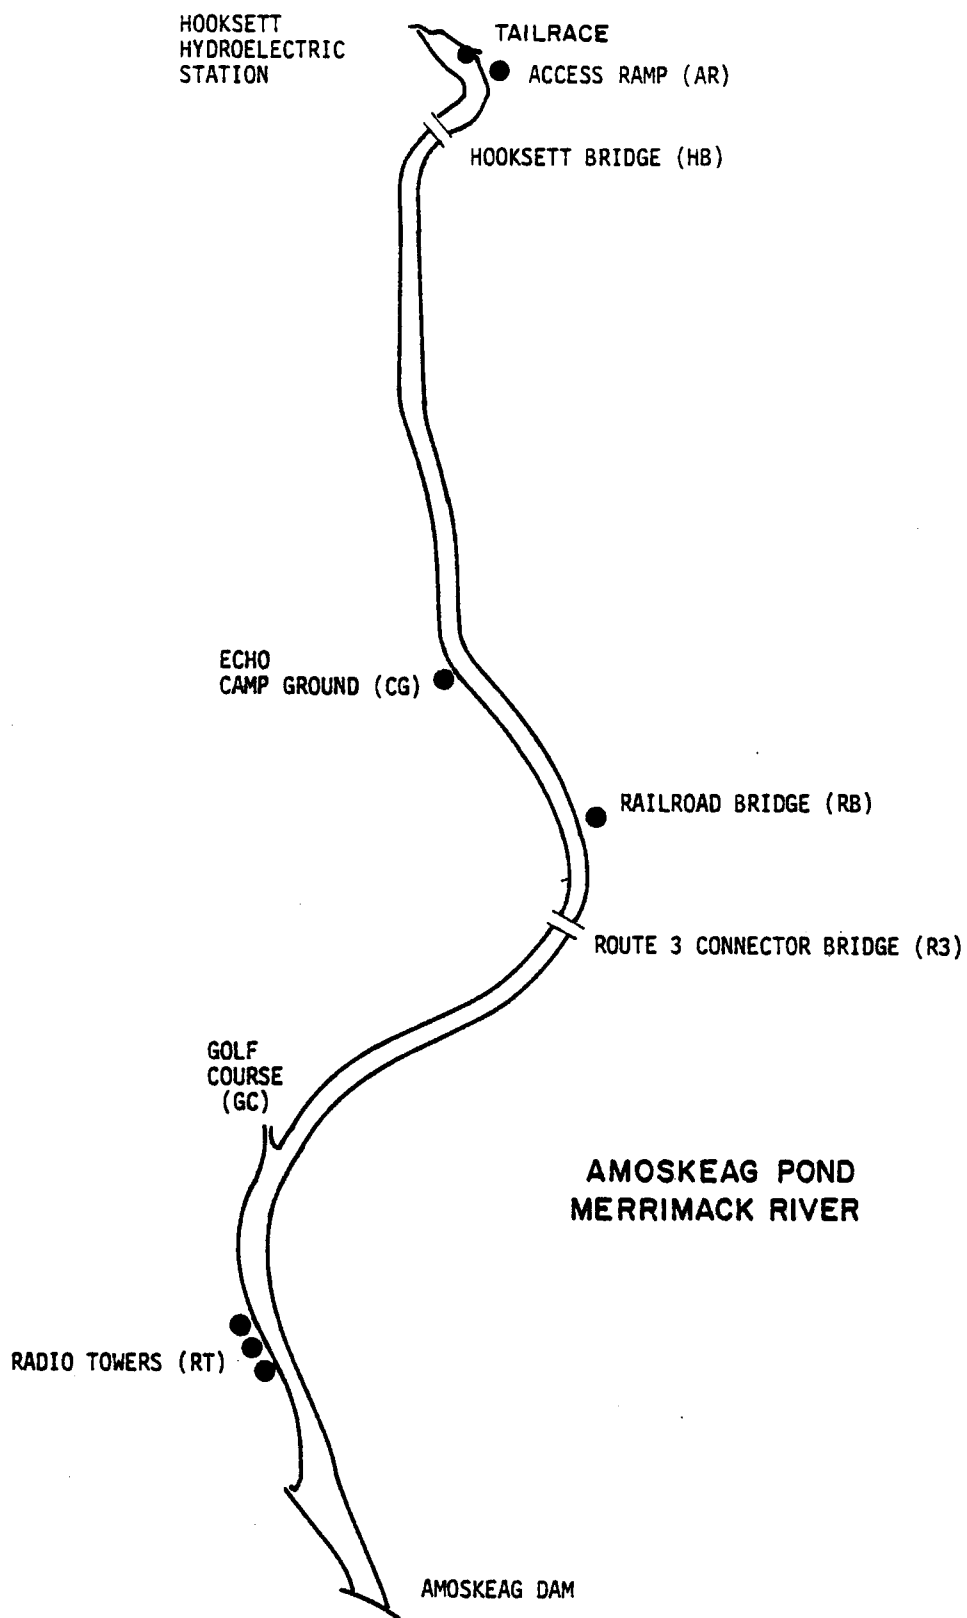 HOOKSETT
HYDROELECTRIC
STATION
TAILRACE
ACCESS RAMP (AR)
HOOKSETT BRIDGE (HB)
ECHO
CAMP GROUND (CG)
RAILROAD BRIDGE (RB)
ROUTE 3 CONNECTOR BRIDGE (R3)
GOLF
COURSE
(GC)
AMOSKEAG POND
MERRIMACK RIVER
RADIO TOWERS (RT)
AMOSKEAG DAM